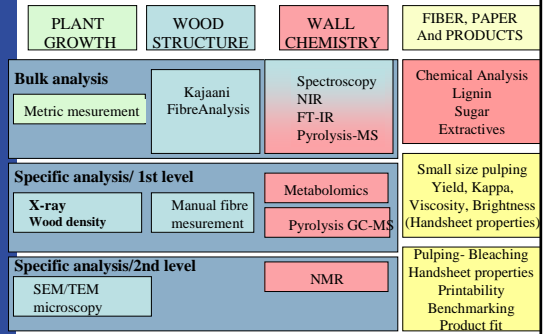 PLANT
GROWTH
WOOD
STRUCTURE
WALL
CHEMISTRY
FIBER, PAPER
And PRODUCTS
Bulk analysis
Metric mesurement
Kajaani
FibreAnalysis
Spectroscopy
NIR
FT-IR
Pyrolysis-MS
Chemical Analysis
Lignin
Sugar
Extractives
Specific analysis/ 1st level
X-ray
Wood density
Manual fibre
mesurement
Metabolomics
Pyrolysis GC-MS
Small size pulping
Yield, Kappa,
Viscosity, Brightness
(Handsheet properties)
Specific analysis/2nd level
SEM/TEM
microscopy
NMR
Pulping- Bleaching
Handsheet properties
Printability
Benchmarking
Product fit